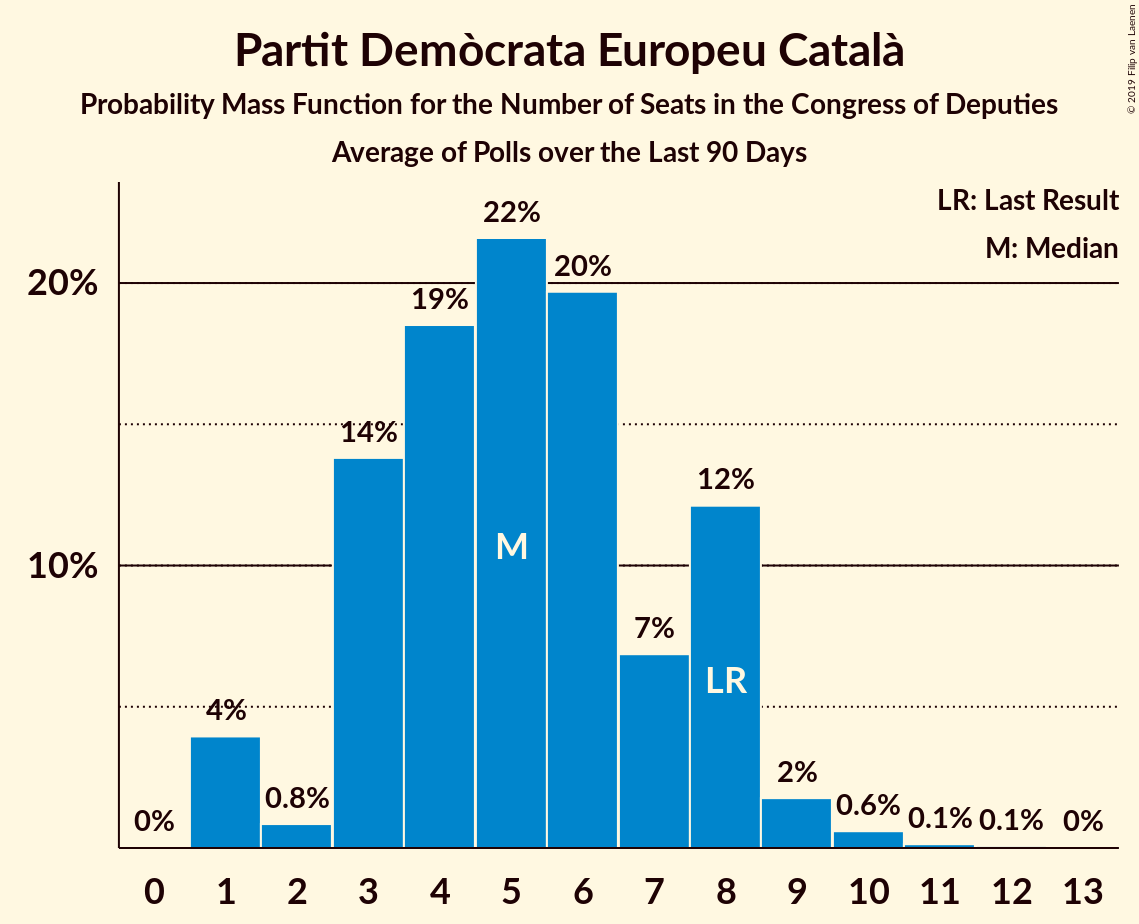 Partit Demòcrata Europeu Català
Probability Mass Function for the Number of Seats in the Congress of Deputies
Average of Polls over the Last 90 Days
© 2019 Filip van Laenen
LR: Last Result
M: Median
20%
10%
0%
4%
0.8%
14%
19%
22%
20%
7%
12%
2%
0.6%
0.1%
0.1%
0%
M
LR
0 1 2 3 4 5 6 7 8 9 10 11 12 13